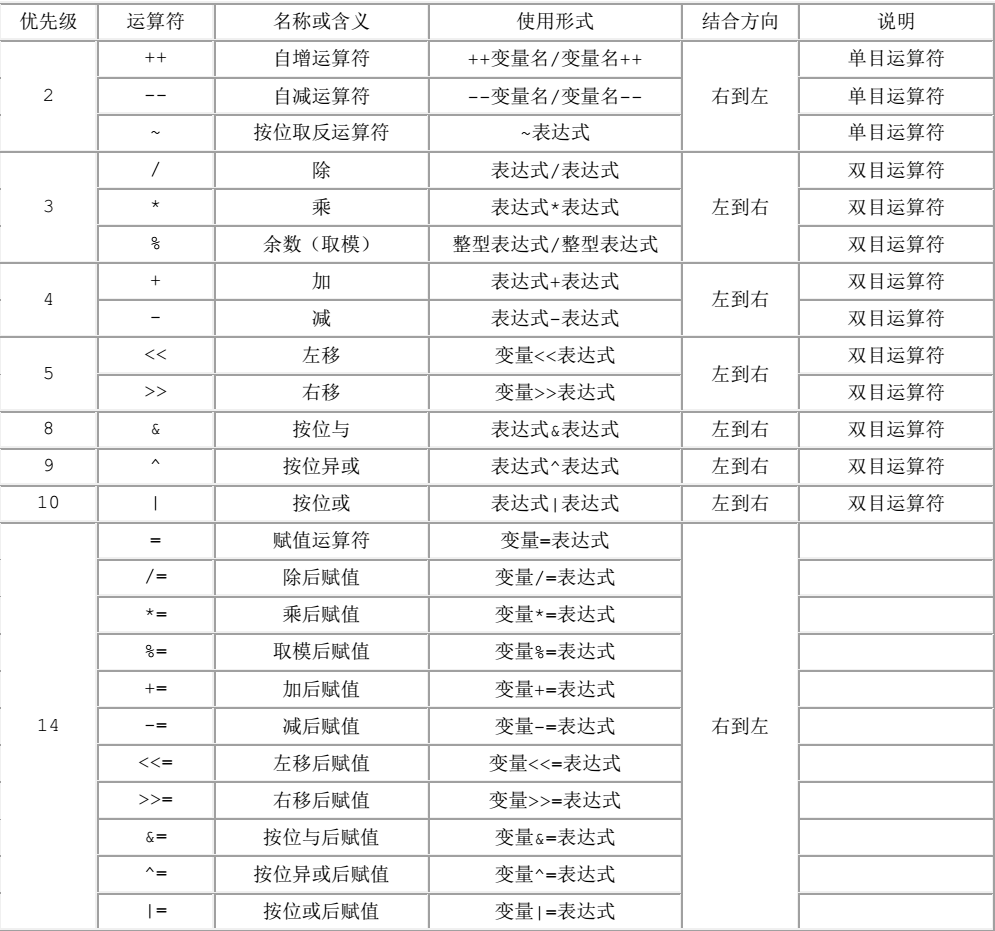 优先级 运算符 名称或含义 使用形式 结合方向 说明
2 ++ 自增运算符 ++变量名/变量名++ 右到左 单目运算符
-- 自减运算符 --变量名/变量名-- 单目运算符
~ 按位取反运算符 ~表达式 单目运算符
3 / 除 表达式/表达式 左到右 双目运算符
* 乘 表达式*表达式 双目运算符
% 余数（取模） 整型表达式/整型表达式 双目运算符
4 + 加 表达式+表达式 左到右 双目运算符
- 减 表达式-表达式 双目运算符
5 << 左移 变量<<表达式 左到右 双目运算符
>> 右移 变量>>表达式 双目运算符
8 & 按位与 表达式&表达式 左到右 双目运算符
9 ^ 按位异或 表达式^表达式 左到右 双目运算符
10 | 按位或 表达式|表达式 左到右 双目运算符
14 = 赋值运算符 变量=表达式 右到左
/= 除后赋值 变量/=表达式
*= 乘后赋值 变量*=表达式
%= 取模后赋值 变量%=表达式
+= 加后赋值 变量+=表达式
-= 减后赋值 变量-=表达式
<<= 左移后赋值 变量<<=表达式
>>= 右移后赋值 变量>>=表达式
&= 按位与后赋值 变量&=表达式
^= 按位异或后赋值 变量^=表达式
|= 按位或后赋值 变量|=表达式